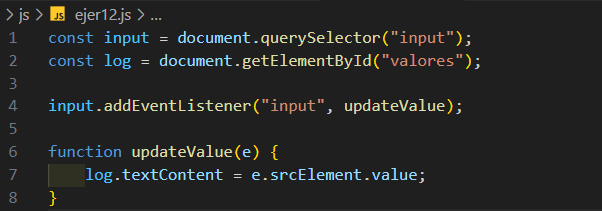 > js > JS ejer12.js > ...
1 const input = document.querySelector("input");
2 const log = document.getElementById("valores");
3
4 input.addEventListener("input", updateValue);
5
6 function updateValue(e) {
7     log.textContent = e.srcElement.value;
8 }